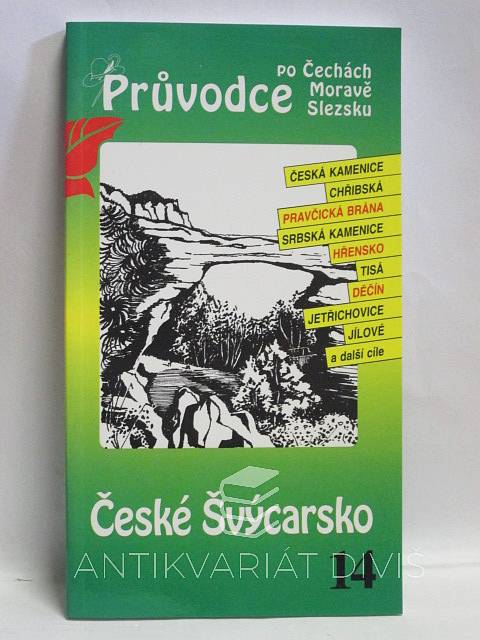 Průvodce
po Čechách
Moravě
Slezsku
ČESKÁ KAMENICE
CHŘIBSKÁ
PRAVČICKÁ BRÁNA
SRBSKÁ KAMENICE
HŘENSKO
TISÁ
DĚČÍN
JETŘICHOVICE
JÍLOVÉ
a další cíle
České Švýcarsko
14
ANTIKVARIÁT DAVIŠ